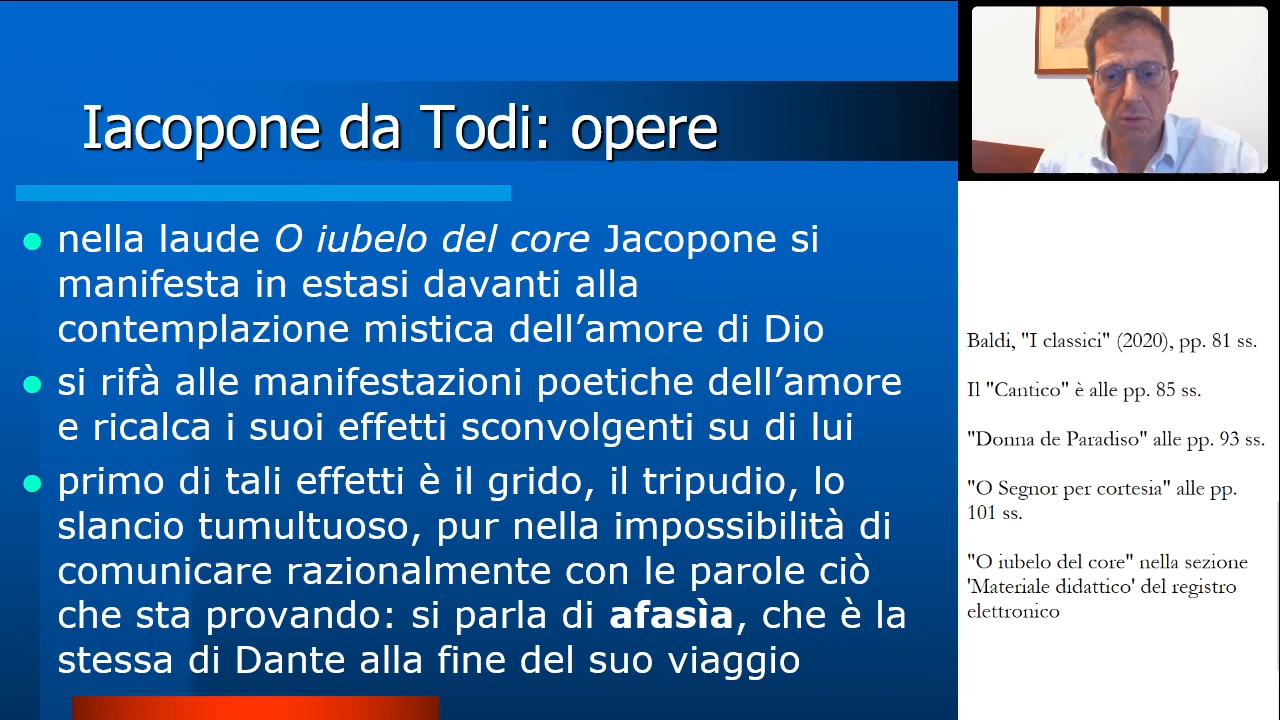 Iacopone da Todi: opere
nella laude O iubelo del core Jacopone si
manifesta in estasi davanti alla
contemplazione mistica dell’amore di Dio
si rifà alle manifestazioni poetiche dell’amore
e ricalca i suoi effetti sconvolgenti su di lui
primo di tali effetti è il grido, il tripudio, lo
slancio tumultuoso, pur nella impossibilità di
comunicare razionalmente con le parole ciò
che sta provando: si parla di afasìa, che è la
stessa di Dante alla fine del suo viaggio
Baldi, "I classici" (2020), pp. 81 ss.
Il "Cantico" è alle pp. 85 ss.
"Donna de Paradiso" alle pp. 93 ss.
"O Segnor per cortesia" alle pp.
101 ss.
"O iubelo del core" nella sezione
'Materiale didattico' del registro
elettronico